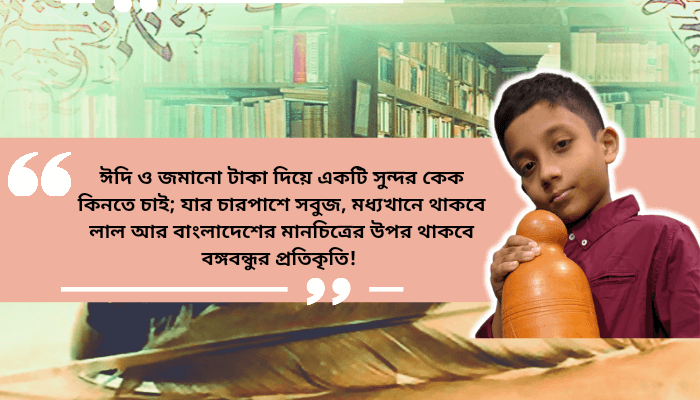 ঈদি ও জমানো টাকা দিয়ে একটি সুন্দর কেক
কিনতে চাই; যার চারপাশে সবুজ, মধ্যখানে থাকবে
লাল আর বাংলাদেশের মানচিত্রের উপর থাকবে
বঙ্গবন্ধুর প্রতিকৃতি!